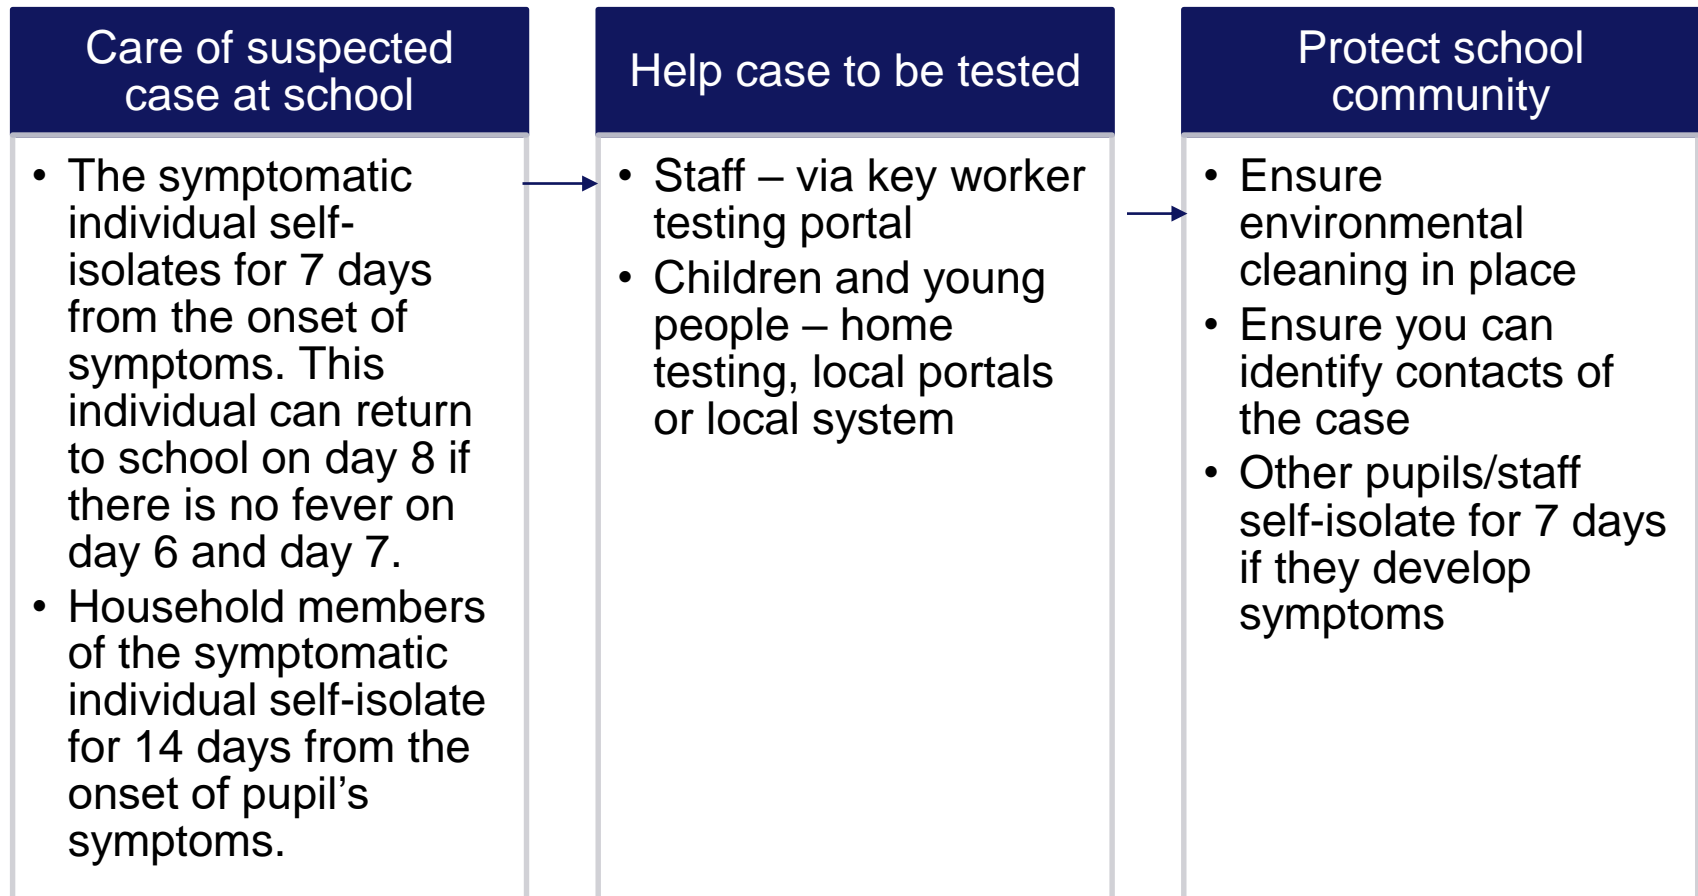 Care of suspected
case at school
• The symptomatic
individual self-
isolates for 7 days
from the onset of
symptoms. This
individual can return
to school on day 8 if
there is no fever on
day 6 and day 7.
• Household members
of the symptomatic
individual self-isolate
for 14 days from the
onset of pupil’s
symptoms.
Help case to be tested
• Staff – via key worker
testing portal
• Children and young
people – home
testing, local portals
or local system
Protect school
community
• Ensure
environmental
cleaning in place
• Ensure you can
identify contacts of
the case
• Other pupils/staff
self-isolate for 7 days
if they develop
symptoms